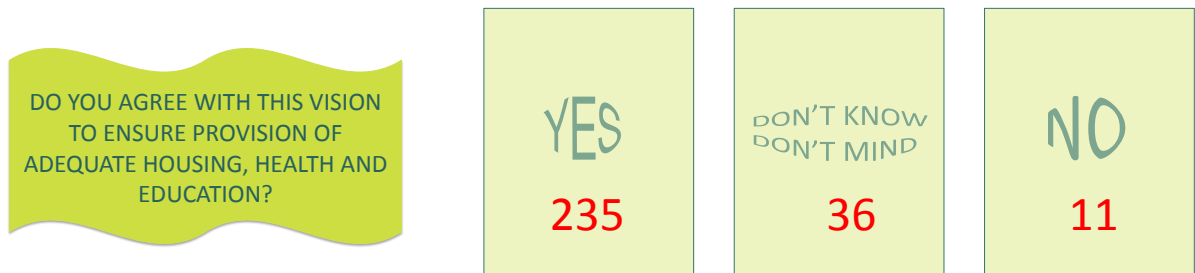 DO YOU AGREE WITH THIS VISION
TO ENSURE PROVISION OF
ADEQUATE HOUSING, HEALTH AND
EDUCATION?
YES
235
DON'T KNOW
DON'T MIND
36
NO
11